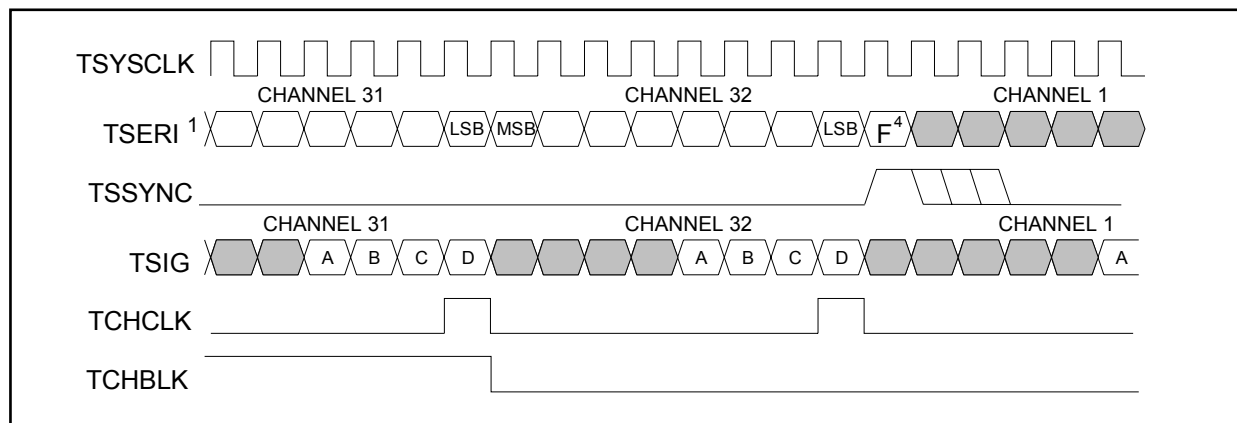 TSYSCLK
CHANNEL 31 CHANNEL 32 CHANNEL 1
TSERI 1 LSB MSB LSB F4
TSSYNC
CHANNEL 31 CHANNEL 32 CHANNEL 1
TSIG A B C D A B C D A
TCHCLK
TCHBLK